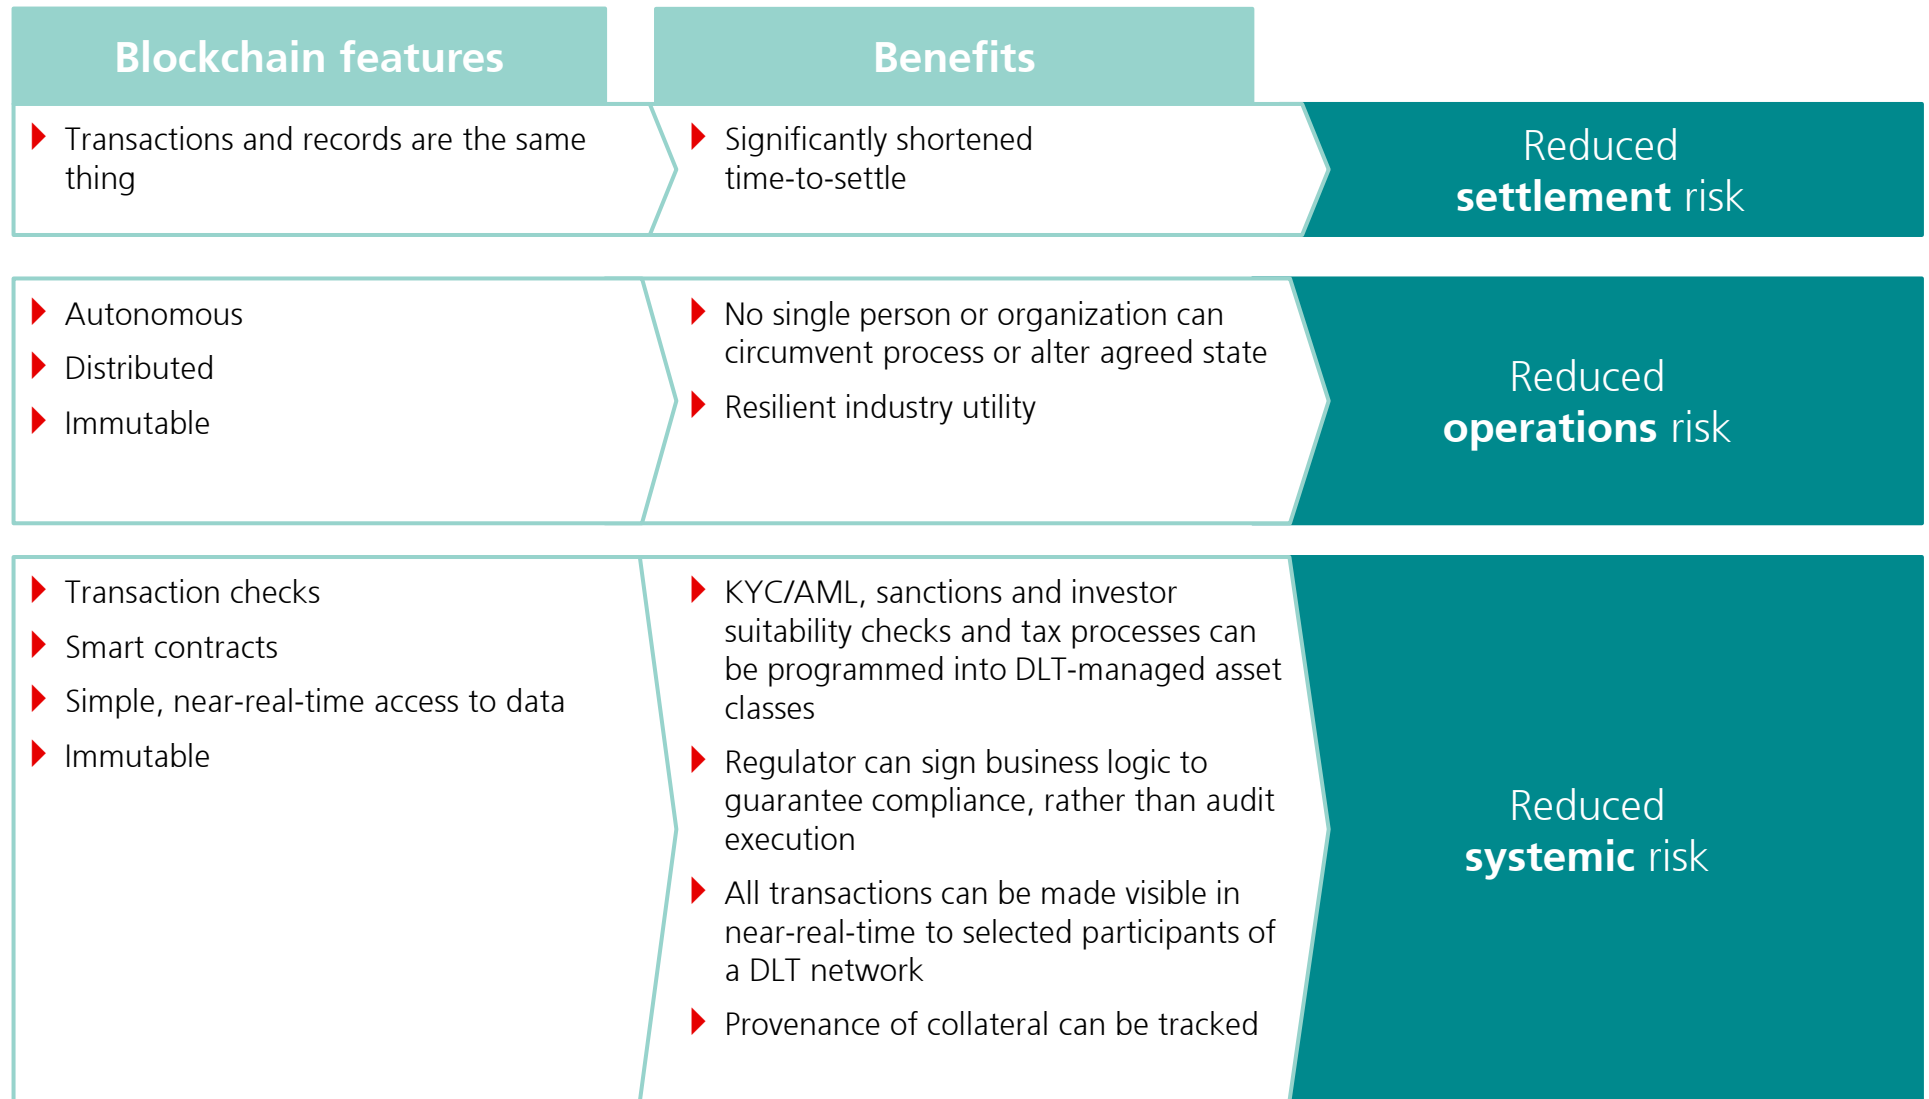 Blockchain features
Benefits
Transactions and records are the same
thing
Significantly shortened
time-to-settle
Reduced
settlement risk
Autonomous
Distributed
Immutable
No single person or organization can
circumvent process or alter agreed state
Resilient industry utility
Reduced
operations risk
Transaction checks
Smart contracts
Simple, near-real-time access to data
Immutable
KYC/AML, sanctions and investor
suitability checks and tax processes can
be programmed into DLT-managed asset
classes
Regulator can sign business logic to
guarantee compliance, rather than audit
execution
All transactions can be made visible in
near-real-time to selected participants of
a DLT network
Provenance of collateral can be tracked
Reduced
systemic risk